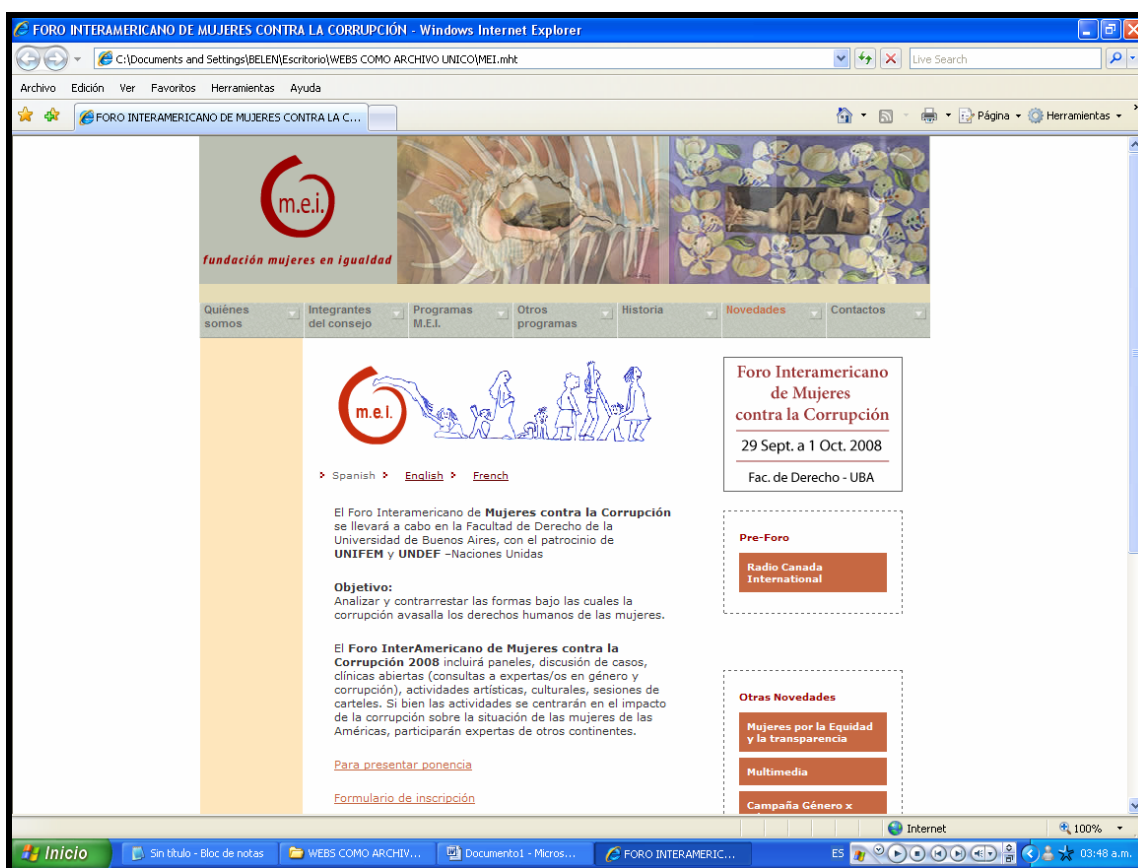 FORO INTERAMERICANO DE MUJERES CONTRA LA CORRUPCIÓN - Windows Internet Explorer
C:\Documents and Settings\BELEN\Escritorio\WEBS COMO ARCHIVO UNICO\MEI.mht
Live Search
Archivo Edición Ver Favoritos Herramientas Ayuda
FORO INTERAMERICANO DE MUJERES CONTRA LA C...
Página
Herramientas
m.e.i.
fundación mujeres en igualdad
Quiénes somos
Integrantes del consejo
Programas M.E.I.
Otros programas
Historia
Novedades
Contactos
m.e.i.
Spanish English French
El Foro Interamericano de Mujeres contra la Corrupción
se llevará a cabo en la Facultad de Derecho de la
Universidad de Buenos Aires, con el patrocinio de
UNIFEM y UNDEF –Naciones Unidas
Objetivo:
Analizar y contrarrestar las formas bajo las cuales la
corrupción avasalla los derechos humanos de las mujeres.
El Foro InterAmericano de Mujeres contra la
Corrupción 2008 incluirá paneles, discusión de casos,
clínicas abiertas (consultas a expertas/os en género y
corrupción), actividades artísticas, culturales, sesiones de
carteles. Si bien las actividades se centrarán en el impacto
de la corrupción sobre la situación de las mujeres de las
Américas, participarán expertas de otros continentes.
Para presentar ponencia
Formulario de inscripción
Foro Interamericano
de Mujeres
contra la Corrupción
29 Sept. a 1 Oct. 2008
Fac. de Derecho - UBA
Pre-Foro
Radio Canada
International
Otras Novedades
Mujeres por la Equidad
y la transparencia
Multimedia
Campaña Género x
Internet
100%
Inicio
Sin título - Bloc de notas
WEBS COMO ARCHIV...
Documento1 - Micros...
FORO INTERAMERIC...
ES
03:48 a.m.